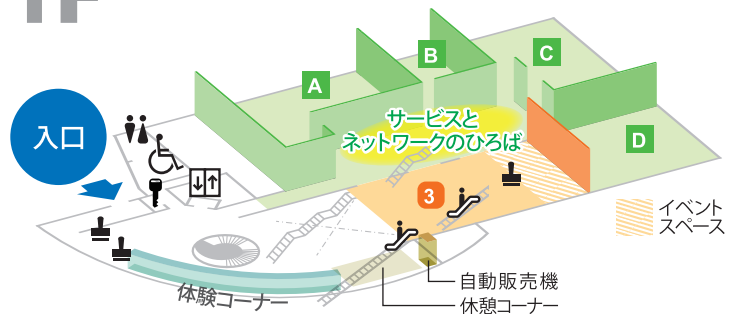 A
B
C
D
入口
サービスと
ネットワークのひろば
3
イベント
スペース
自動販売機
休憩コーナー
体験コーナー